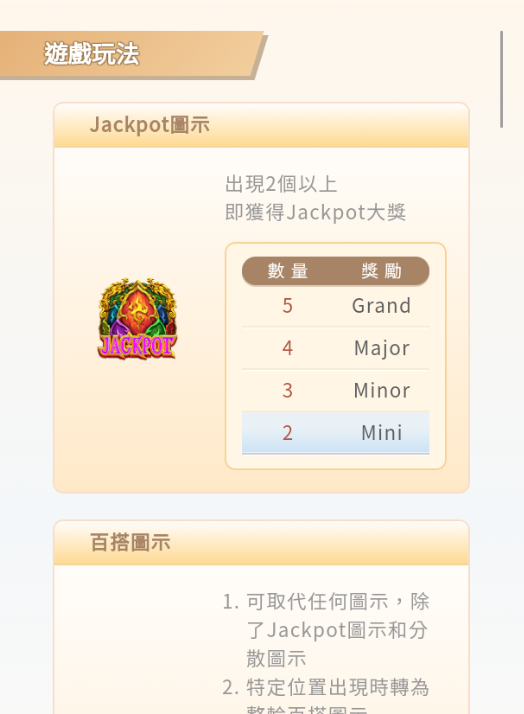 遊戲玩法
Jackpot圖示
出現2個以上
即獲得Jackpot大獎
JACKPOT
數量 獎勵
5 Grand
4 Major
3 Minor
2 Mini
百搭圖示
1. 可取代任何圖示，除
了Jackpot圖示和分
散圖示
2. 特定位置出現時轉為
整輪百搭圖示